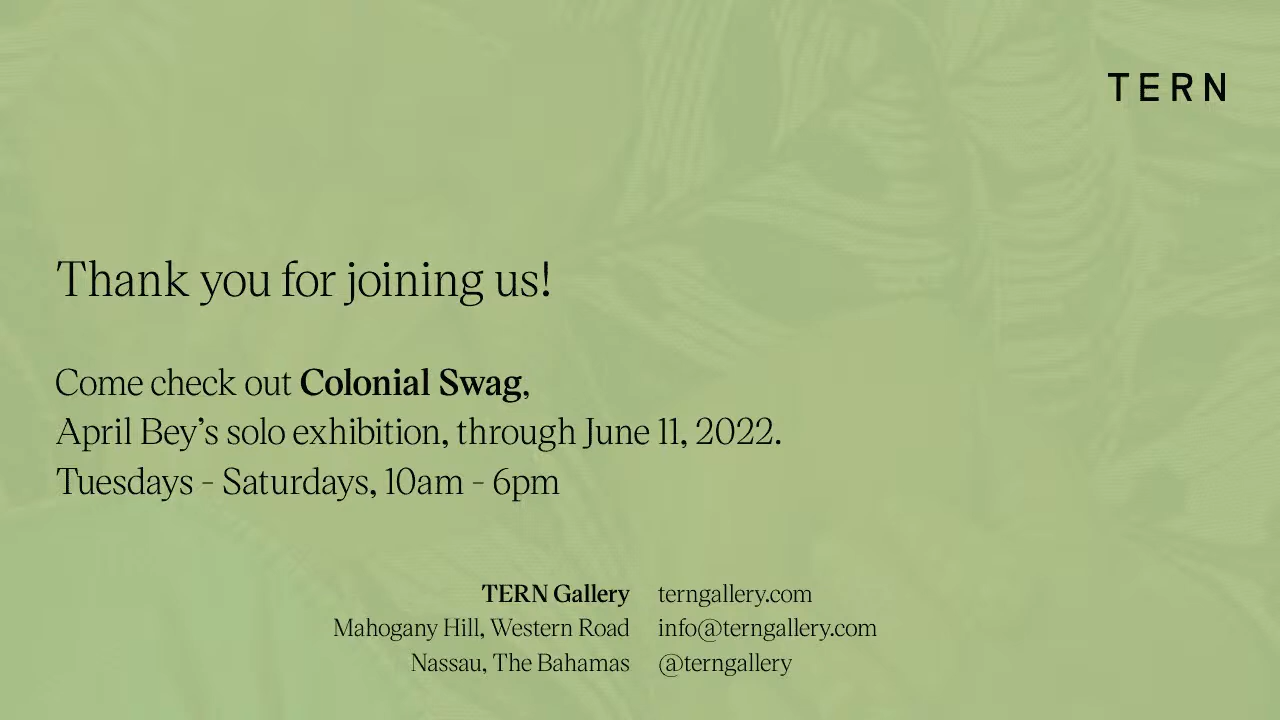 TERN
Thank you for joining us!
Come check out Colonial Swag,
April Bey’s solo exhibition, through June 11, 2022.
Tuesdays - Saturdays, 10am - 6pm
TERN Gallery
Mahogany Hill, Western Road
Nassau, The Bahamas
terngallery.com
info@terngallery.com
@terngallery